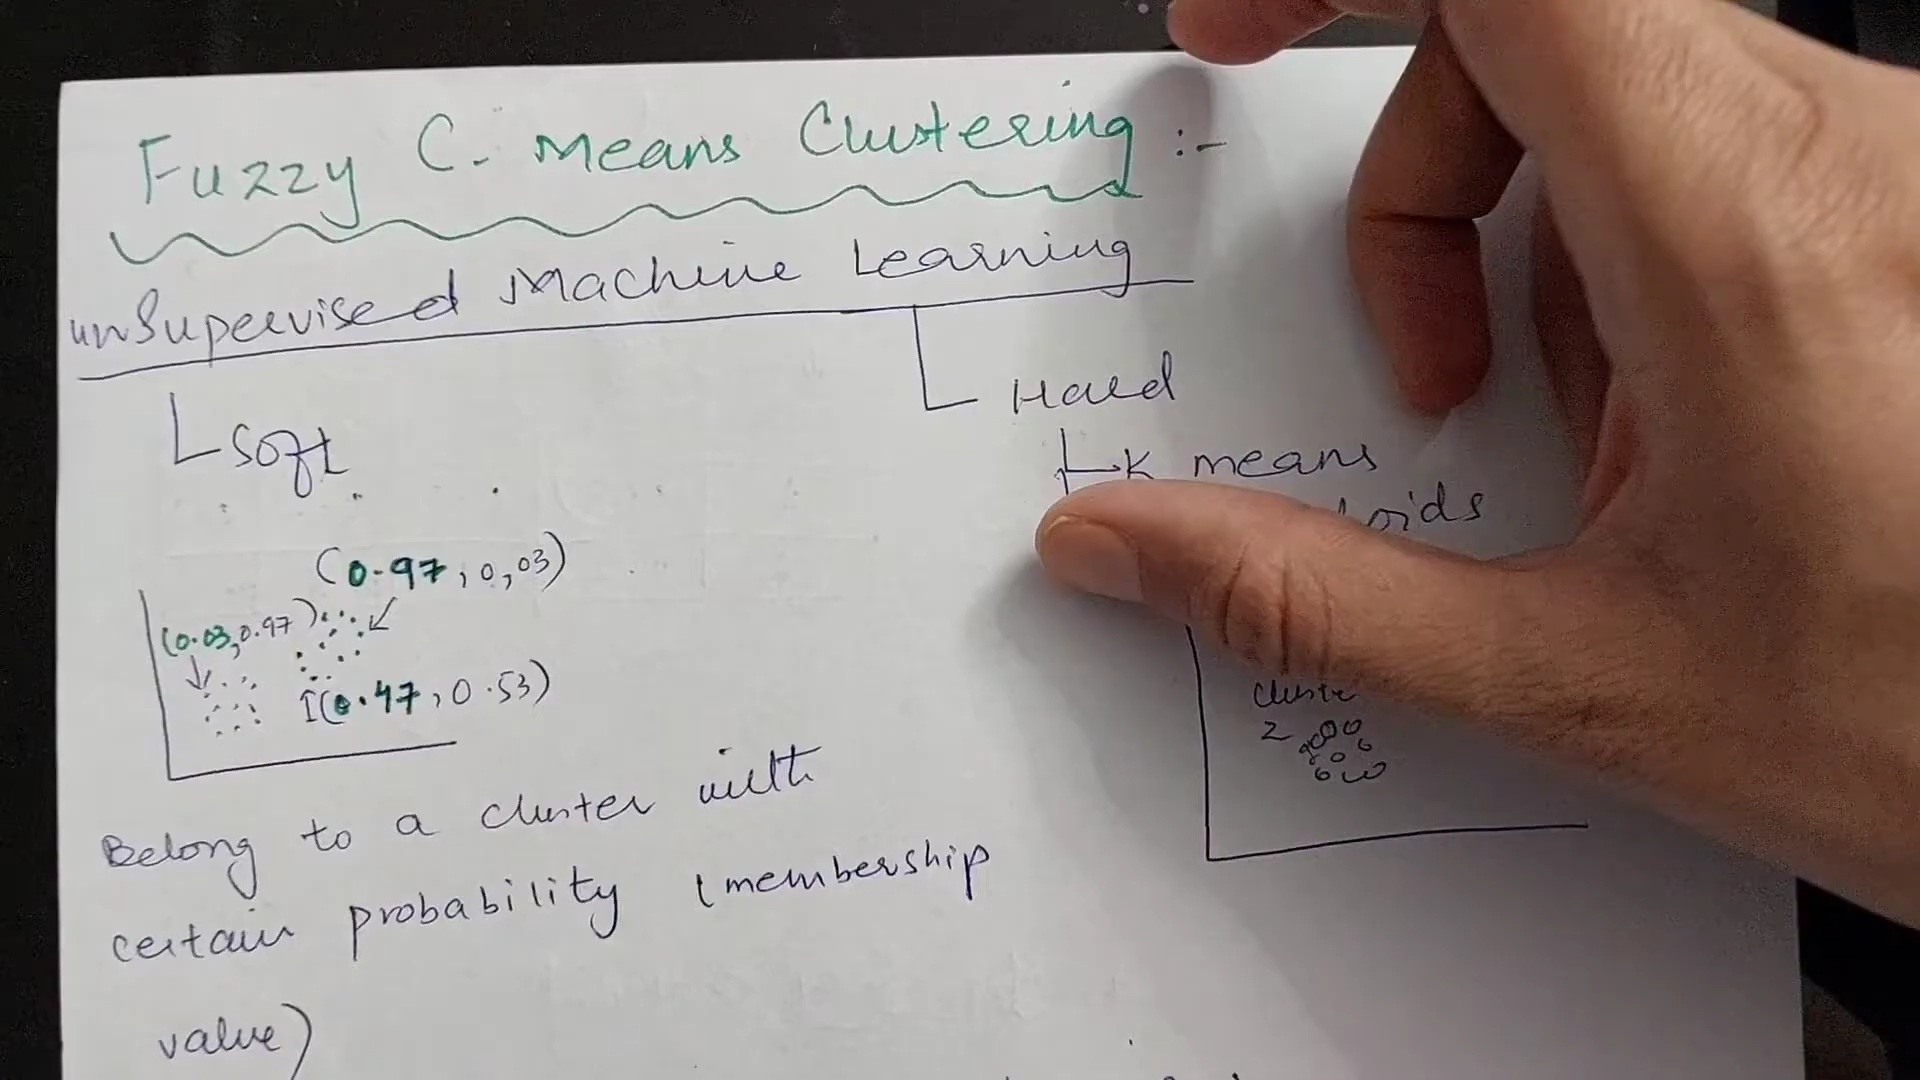 Fuzzy C- Means Clustering :-
unSupervised Machine Learning
Soft
Hard
K means
(0.97, 0,03)
(0.03,0.97)
(0.47, 0.53)
Belong to a cluster with
certain probability (membership
value)
2